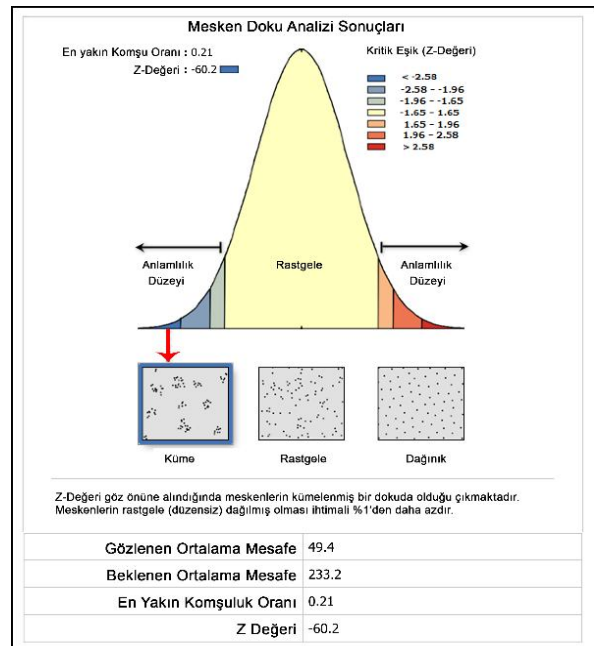 Mesken Doku Analizi Sonuçları
En yakın Komşu Oranı : 0.21
Z-Değeri : -60.2
Kritik Eşik (Z-Değeri)
< -2.58
-2.58 - -1.96
-1.96 - -1.65
-1.65 - 1.65
1.65 - 1.96
1.96 - 2.58
> 2.58
Anlamlılık
Düzeyi
Rastgele
Anlamlılık
Düzeyi
Küme
Rastgele
Dağınık
Z-Değeri göz önüne alındığında meskenlerin kümelenmiş bir dokuda olduğu çıkmaktadır.
Meskenlerin rastgele (düzensiz) dağılmış olması ihtimali %1'den daha azdır.
Gözlenen Ortalama Mesafe 49.4
Beklenen Ortalama Mesafe 233.2
En Yakın Komşuluk Oranı 0.21
Z Değeri -60.2